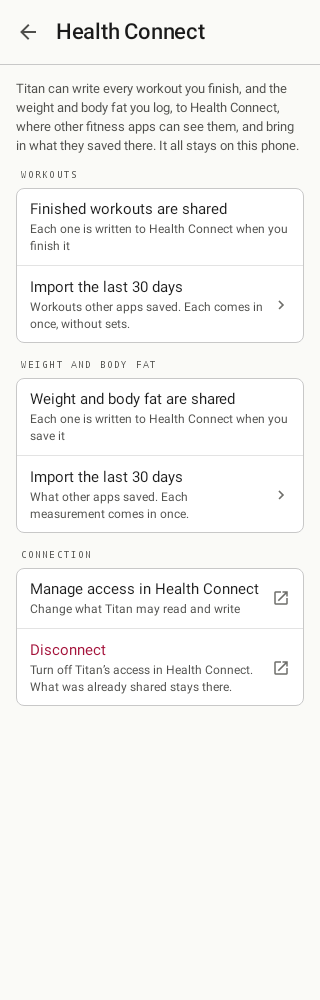 Health Connect
Titan can write every workout you finish, and the
weight and body fat you log, to Health Connect,
where other fitness apps can see them, and bring
in what they saved there. It all stays on this phone.
WORKOUTS
Finished workouts are shared
Each one is written to Health Connect when you
finish it
Import the last 30 days
Workouts other apps saved. Each comes in
once, without sets.
WEIGHT AND BODY FAT
Weight and body fat are shared
Each one is written to Health Connect when you
save it
Import the last 30 days
What other apps saved. Each
measurement comes in once.
CONNECTION
Manage access in Health Connect
Change what Titan may read and write
Disconnect
Turn off Titan’s access in Health Connect.
What was already shared stays there.